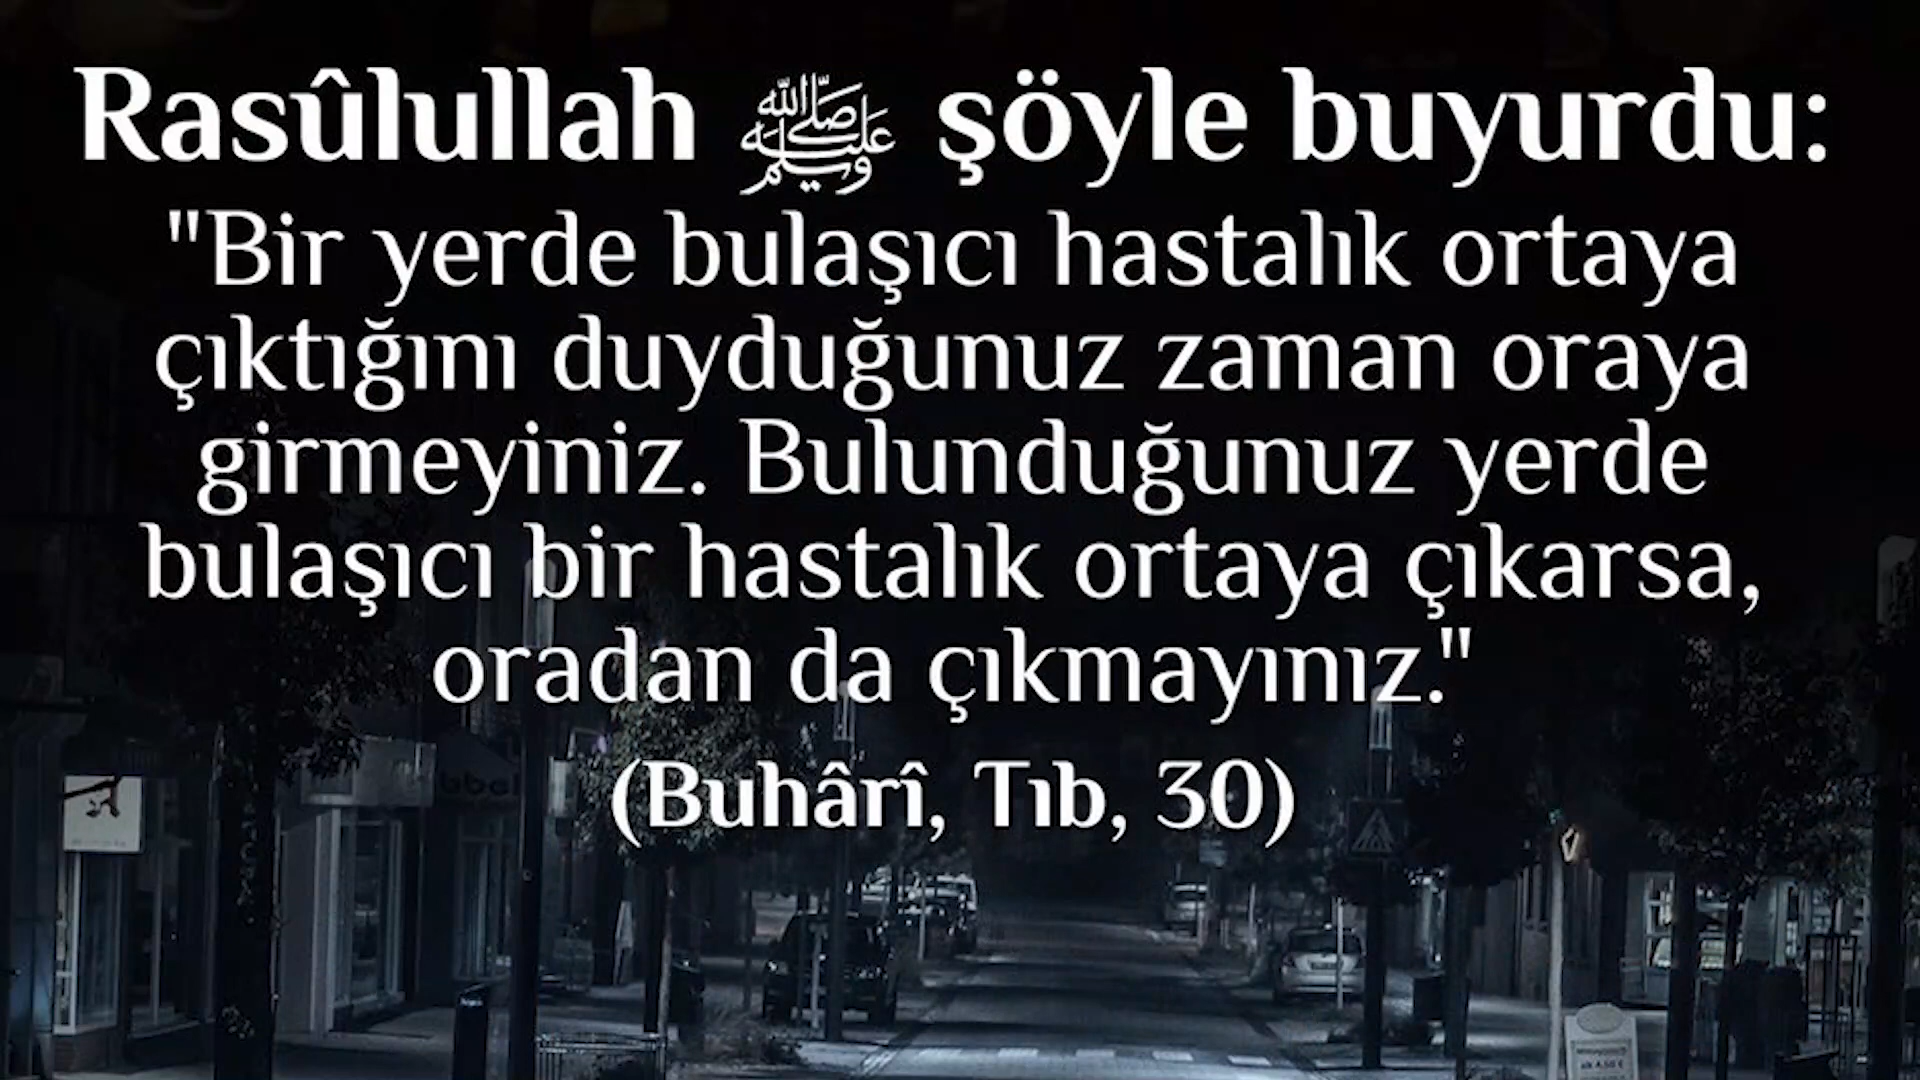 Rasûlullah ﷺ şöyle buyurdu:
"Bir yerde bulaşıcı hastalık ortaya
çıktığını duyduğunuz zaman oraya
girmeyiniz. Bulunduğunuz yerde
bulaşıcı bir hastalık ortaya çıkarsa,
oradan da çıkmayınız."
(Buhârî, Tıb, 30)